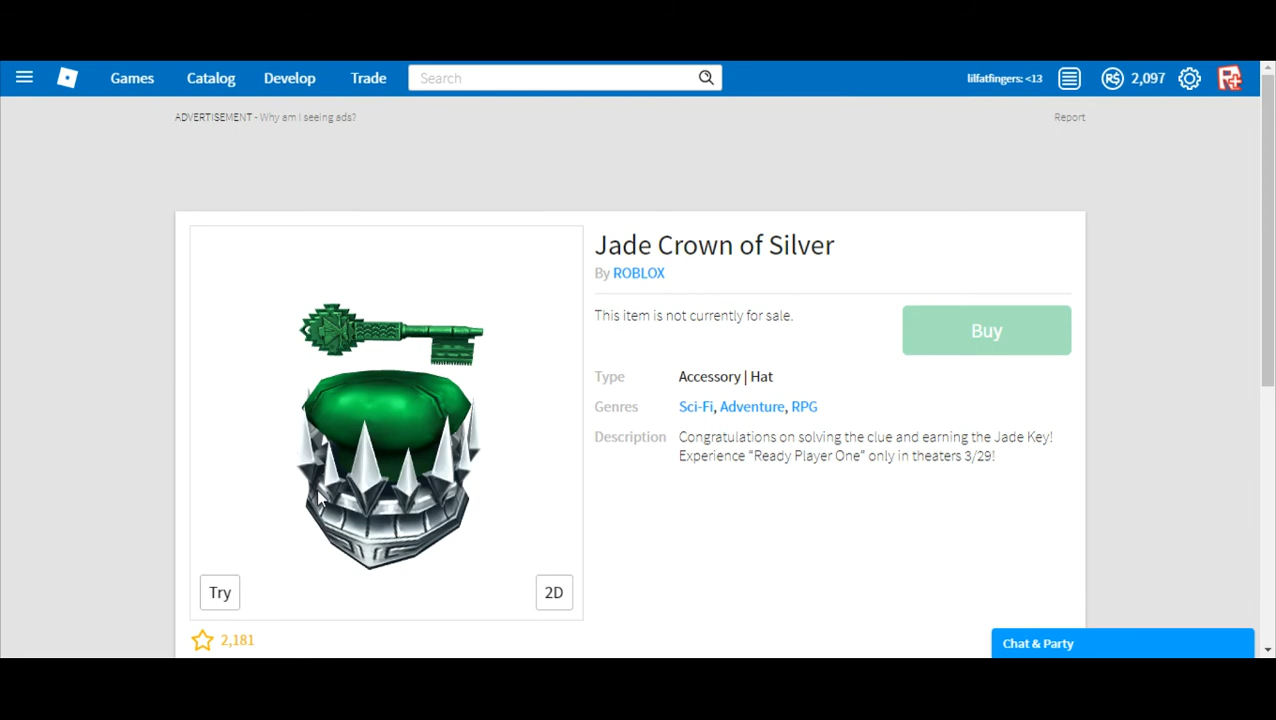 Games
Catalog
Develop
Trade
Search
lilfatfingers: <13
R$ 2,097
ADVERTISEMENT - Why am I seeing ads?
Report
Jade Crown of Silver
By ROBLOX
This item is not currently for sale.
Buy
Type Accessory | Hat
Genres Sci-Fi, Adventure, RPG
Description Congratulations on solving the clue and earning the Jade Key!
Experience “Ready Player One” only in theaters 3/29!
Try
2D
2,181
Chat & Party